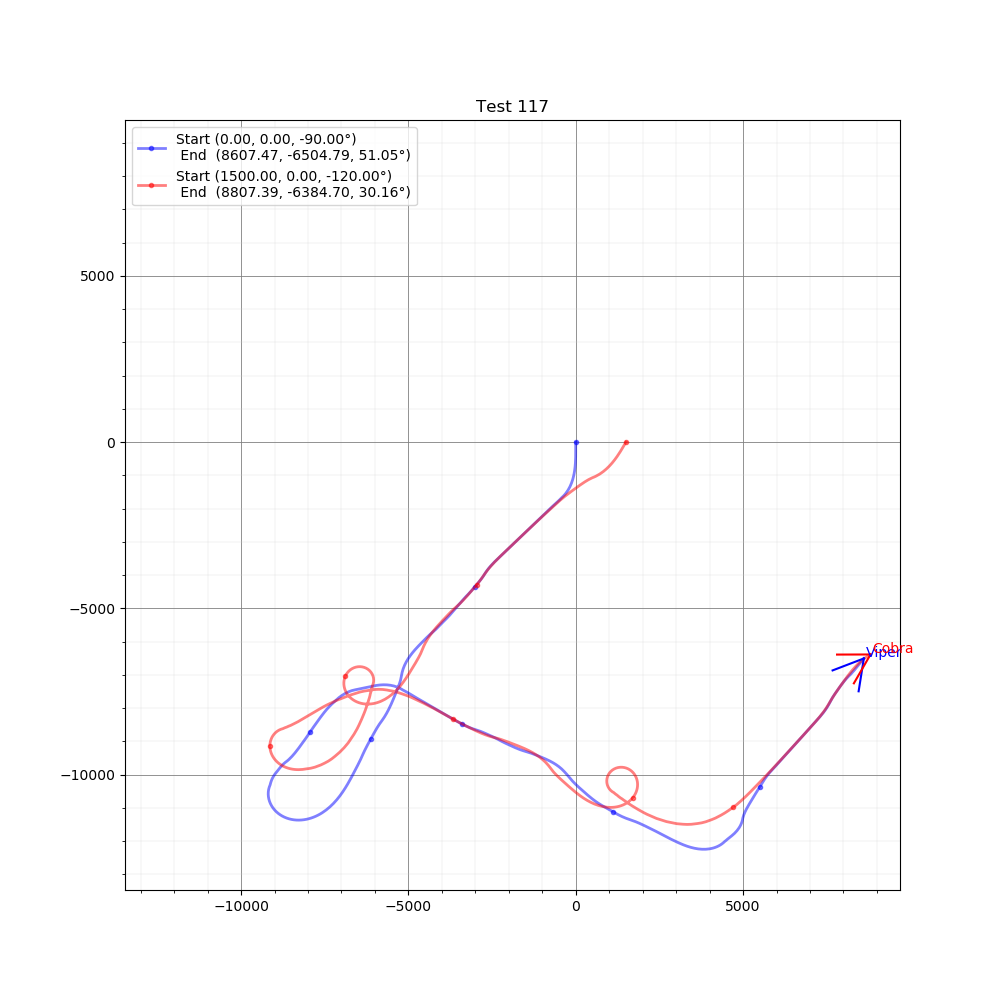 Test 117
Start (0.00, 0.00, -90.00°)
End (8607.47, -6504.79, 51.05°)
Start (1500.00, 0.00, -120.00°)
End (8807.39, -6384.70, 30.16°)
5000
0
−5000
−10000
Cobra
Viper
−10000
−5000
0
5000